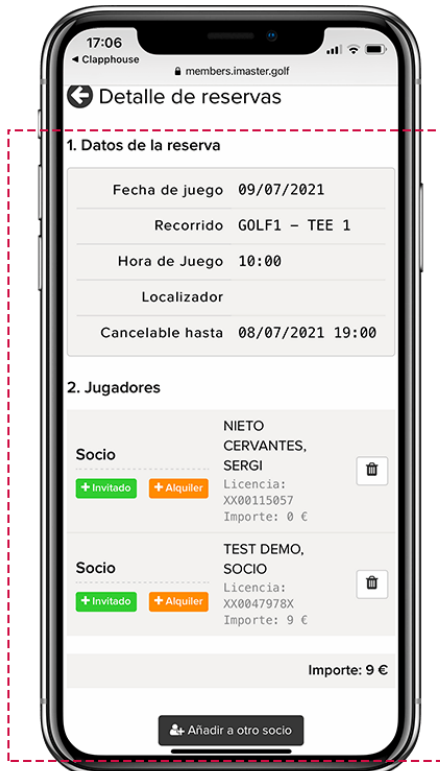 17:06
◀ Clapphouse
members.imaster.golf
Detalle de reservas
1. Datos de la reserva
Fecha de juego 09/07/2021
Recorrido GOLF1 – TEE 1
Hora de Juego 10:00
Localizador
Cancelable hasta 08/07/2021 19:00
2. Jugadores
Socio
+ Invitado + Alquiler
NIETO
CERVANTES,
SERGI
Licencia:
XX00115057
Importe: 0 €
Socio
+ Invitado + Alquiler
TEST DEMO,
SOCIO
Licencia:
XX0047978X
Importe: 9 €
Importe: 9 €
Añadir a otro socio